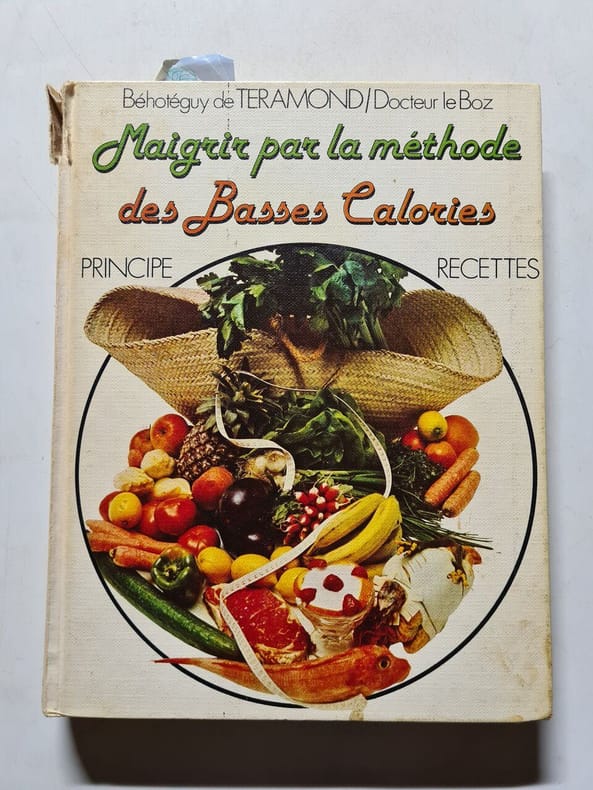 Béhotéguy de TERAMOND/Docteur le Boz
Maigrir par la méthode
des Basses Calories
PRINCIPE RECETTES